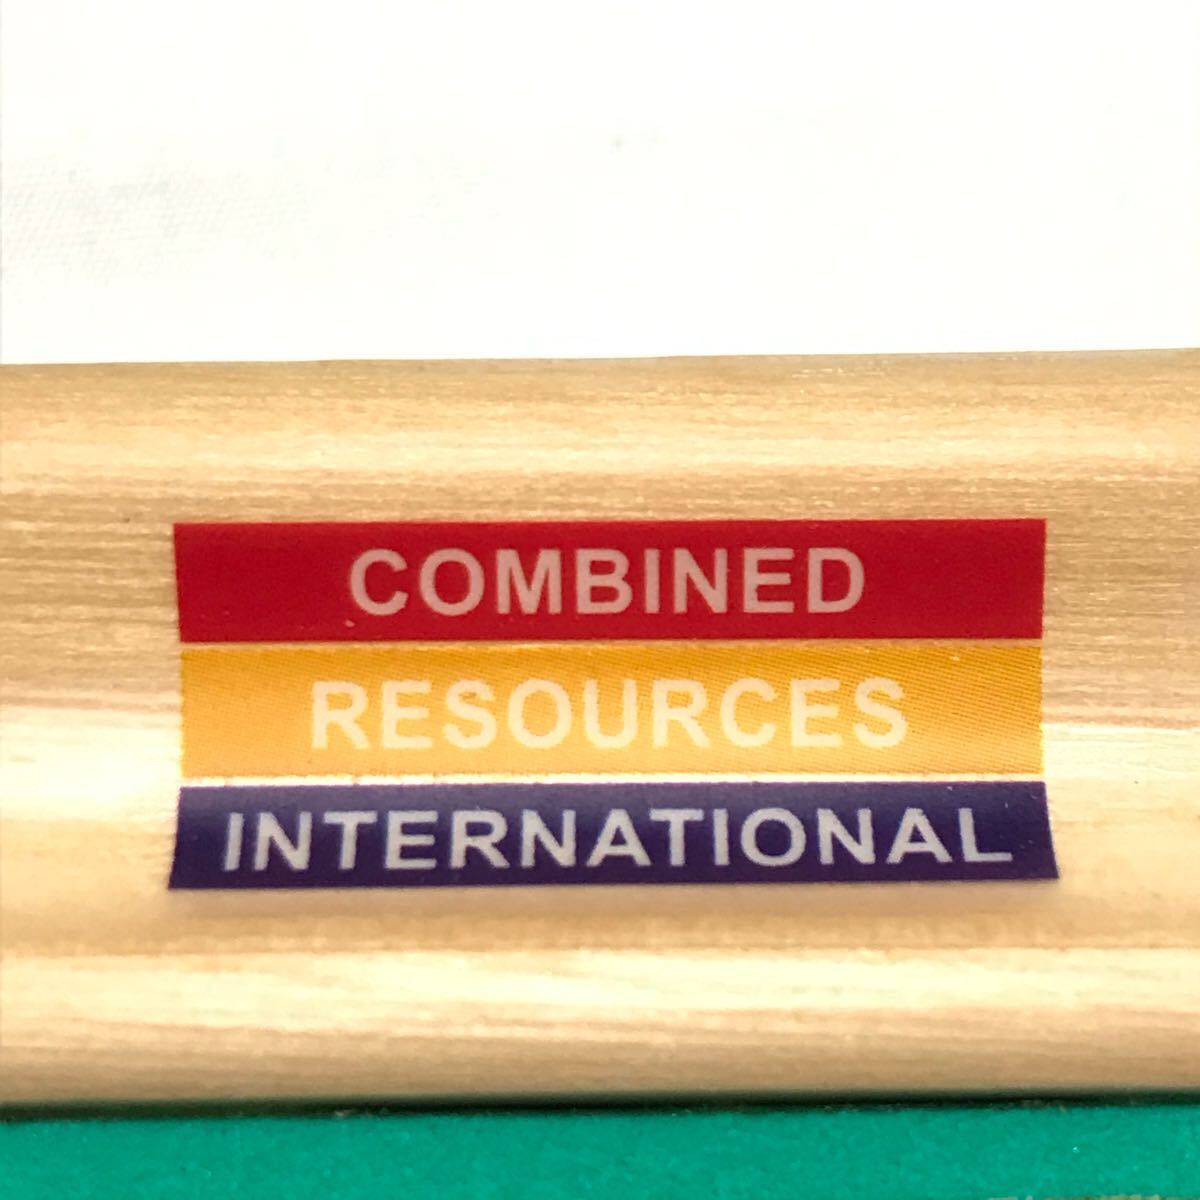 COMBINED
RESOURCES
INTERNATIONAL